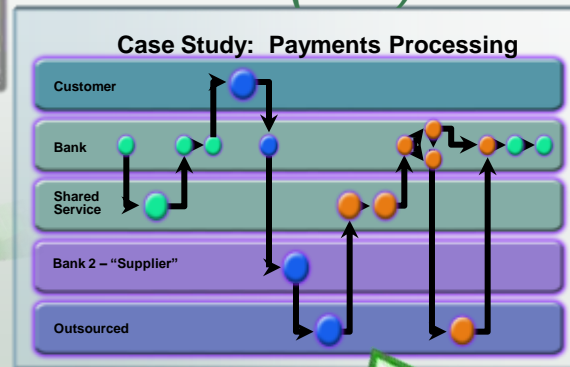 Case Study:  Payments Processing
Customer
Bank
Shared
Service
Bank 2 – “Supplier”
Outsourced